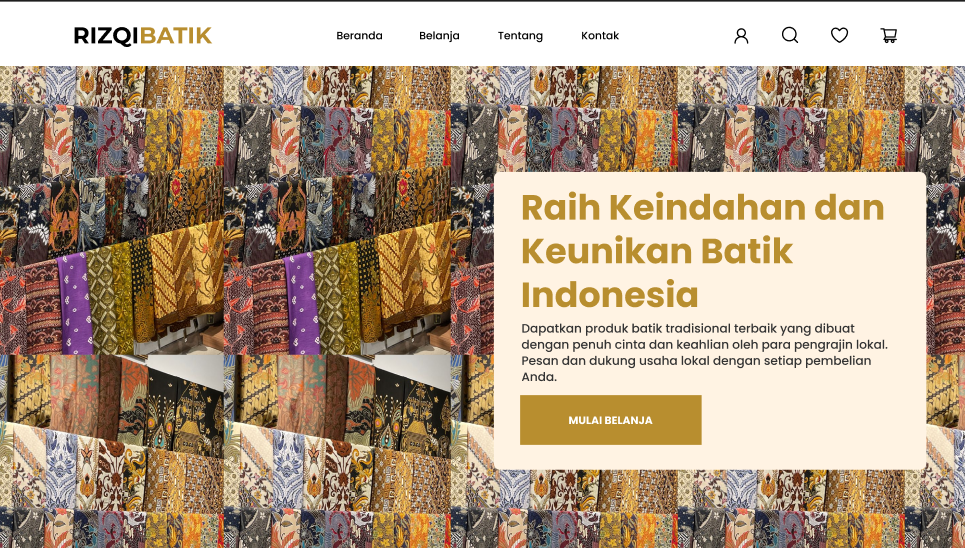 RIZQIBATIK
Beranda
Belanja
Tentang
Kontak
Raih Keindahan dan
Keunikan Batik
Indonesia
Dapatkan produk batik tradisional terbaik yang dibuat
dengan penuh cinta dan keahlian oleh para pengrajin lokal.
Pesan dan dukung usaha lokal dengan setiap pembelian
Anda.
MULAI BELANJA